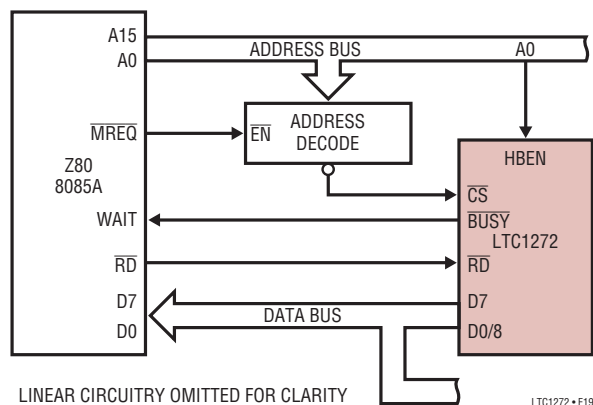 A15
A0
ADDRESS BUS
A0
MREQ
EN
ADDRESS
DECODE
HBEN
Z80
8085A
CS
WAIT
BUSY
LTC1272
RD
RD
D7
D7
DATA BUS
D0
D0/8
LINEAR CIRCUITRY OMITTED FOR CLARITY
LTC1272 • F19